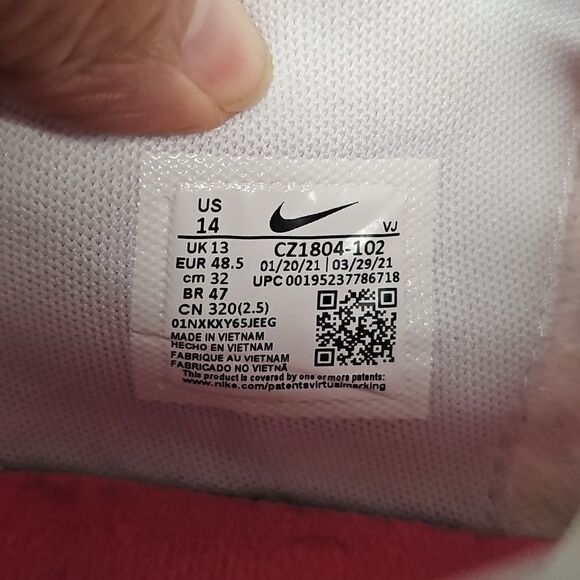 US
14
VJ
UK 13
CZ1804-102
EUR 48.5
01/20/21 | 03/29/21
cm 32
UPC 00195237786718
BR 47
CN 320(2.5)
01NXKXY65JEEG
MADE IN VIETNAM
HECHO EN VIETNAM
FABRIQUE AU VIETNAM
FABRICADO NO VIETNÃ
This product is covered by one or more patents:
www.nike.com/patentsvirtualmarking